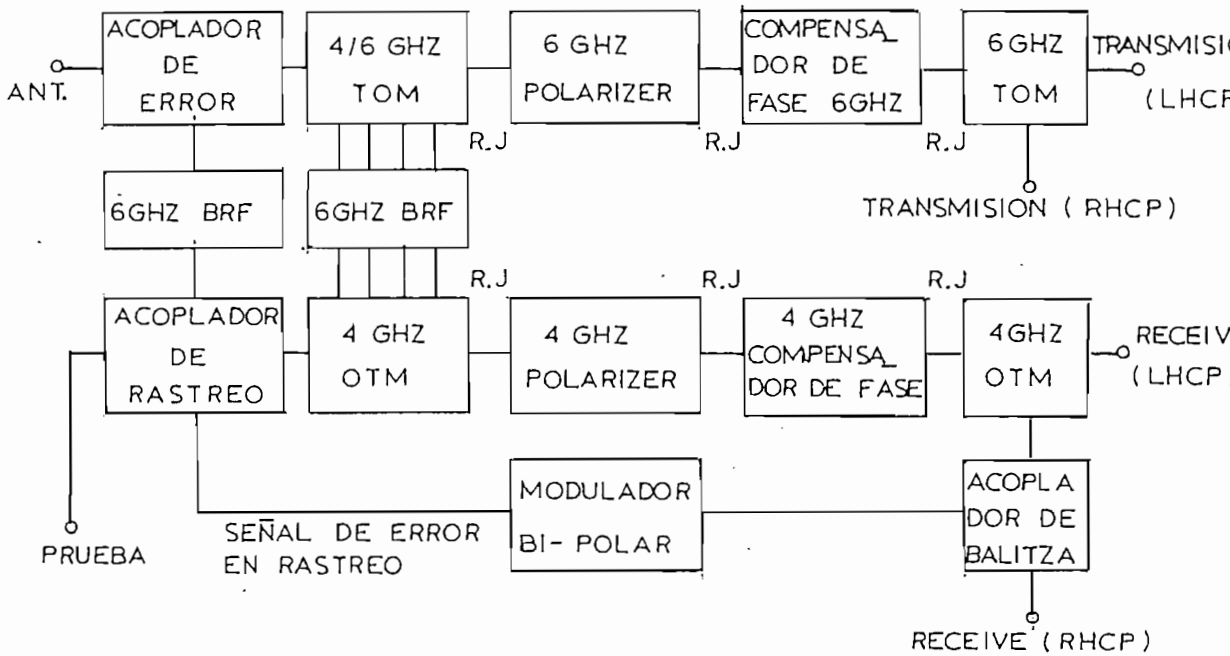 ACOPLADOR
DE
ERROR
4/6 GHZ
TOM
6 GHZ
POLARIZER
COMPENSA_
DOR DE
FASE 6GHZ
6GHZ
TOM
TRANSMISI
(LHCP
ANT.
R.J
R.J
R.J
6GHZ BRF
6GHZ BRF
TRANSMISION (RHCP)
R.J
R.J
R.J
ACOPLADOR
DE
RASTREO
4 GHZ
OTM
4 GHZ
POLARIZER
4 GHZ
COMPENSA_
DOR DE FASE
4GHZ
OTM
RECEIV
(LHCP
PRUEBA
SEÑAL DE ERROR
EN RASTREO
MODULADOR
BI-POLAR
ACOPLA
DOR DE
BALITZA
RECEIVE (RHCP)